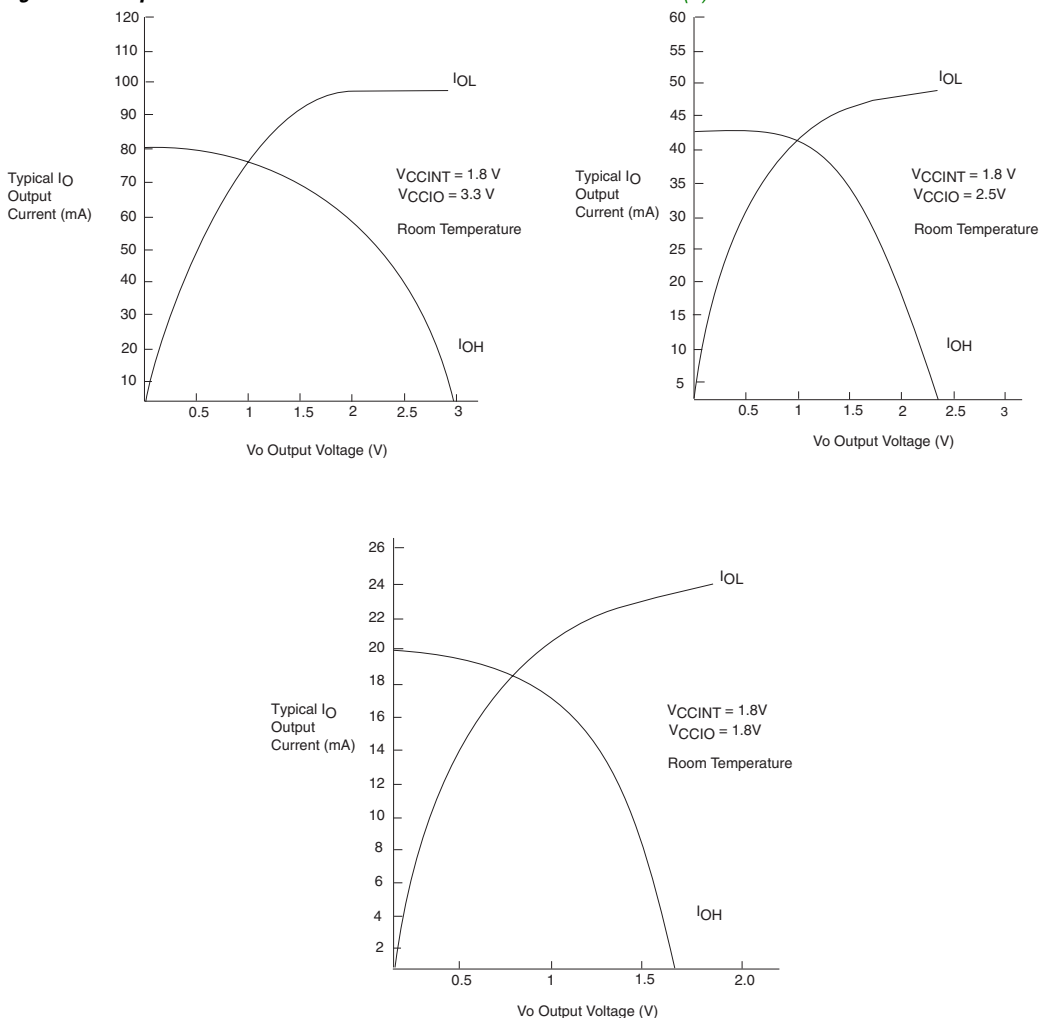 120
110
100
90
80
70
60
50
40
30
20
10
Typical IO
Output
Current (mA)
IOL
VCCINT = 1.8 V
VCCIO = 3.3 V
Room Temperature
IOH
0.5 1 1.5 2 2.5 3
Vo Output Voltage (V)
60
55
50
45
40
35
30
25
20
15
10
5
Typical IO
Output
Current (mA)
IOL
VCCINT = 1.8 V
VCCIO = 2.5V
Room Temperature
IOH
0.5 1 1.5 2 2.5 3
Vo Output Voltage (V)
26
24
22
20
18
16
14
12
10
8
6
4
2
Typical IO
Output
Current (mA)
IOL
VCCINT = 1.8V
VCCIO = 1.8V
Room Temperature
IOH
0.5 1 1.5 2.0
Vo Output Voltage (V)